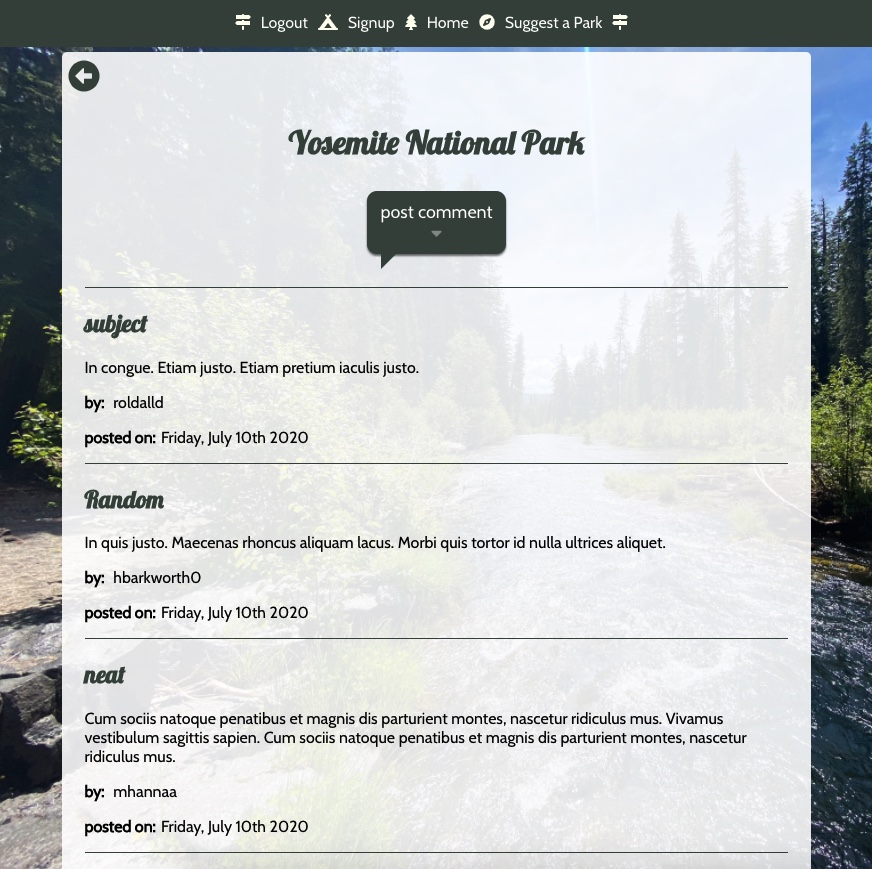 Logout Signup Home Suggest a Park
Yosemite National Park
post comment
subject
In congue. Etiam justo. Etiam pretium iaculis justo.
by: roldalld
posted on: Friday, July 10th 2020
Random
In quis justo. Maecenas rhoncus aliquam lacus. Morbi quis tortor id nulla ultrices aliquet.
by: hbarkworth0
posted on: Friday, July 10th 2020
neat
Cum sociis natoque penatibus et magnis dis parturient montes, nascetur ridiculus mus. Vivamus
vestibulum sagittis sapien. Cum sociis natoque penatibus et magnis dis parturient montes, nascetur
ridiculus mus.
by: mhannaa
posted on: Friday, July 10th 2020